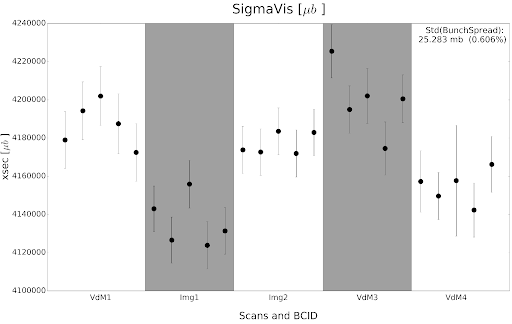 SigmaVis [μb ]
Std(BunchSpread):
25.283 mb (0.606%)
xsec [μb ]
4240000
4220000
4200000
4180000
4160000
4140000
4120000
4100000
VdM1 Img1 Img2 VdM3 VdM4
Scans and BCID